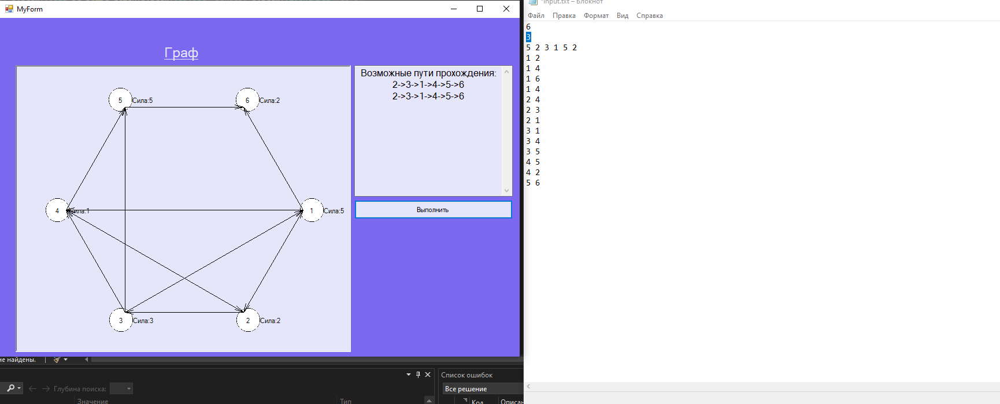 MyForm
Граф
5 Сила:5
6 Сила:2
4 Сила:1
1 Сила:5
3 Сила:3
2 Сила:2
Возможные пути прохождения:
2->3->1->4->5->6
2->3->1->4->5->6
Выполнить
не найдены.
Глубина поиска:
Значение
Тип
Список ошибок
Все решение
Код
*input.txt – Блокнот
Файл Правка Формат Вид Справка
6
3
5 2 3 1 5 2
1 2
1 4
1 6
1 4
2 4
2 3
2 1
3 1
3 4
3 5
4 5
4 2
5 6